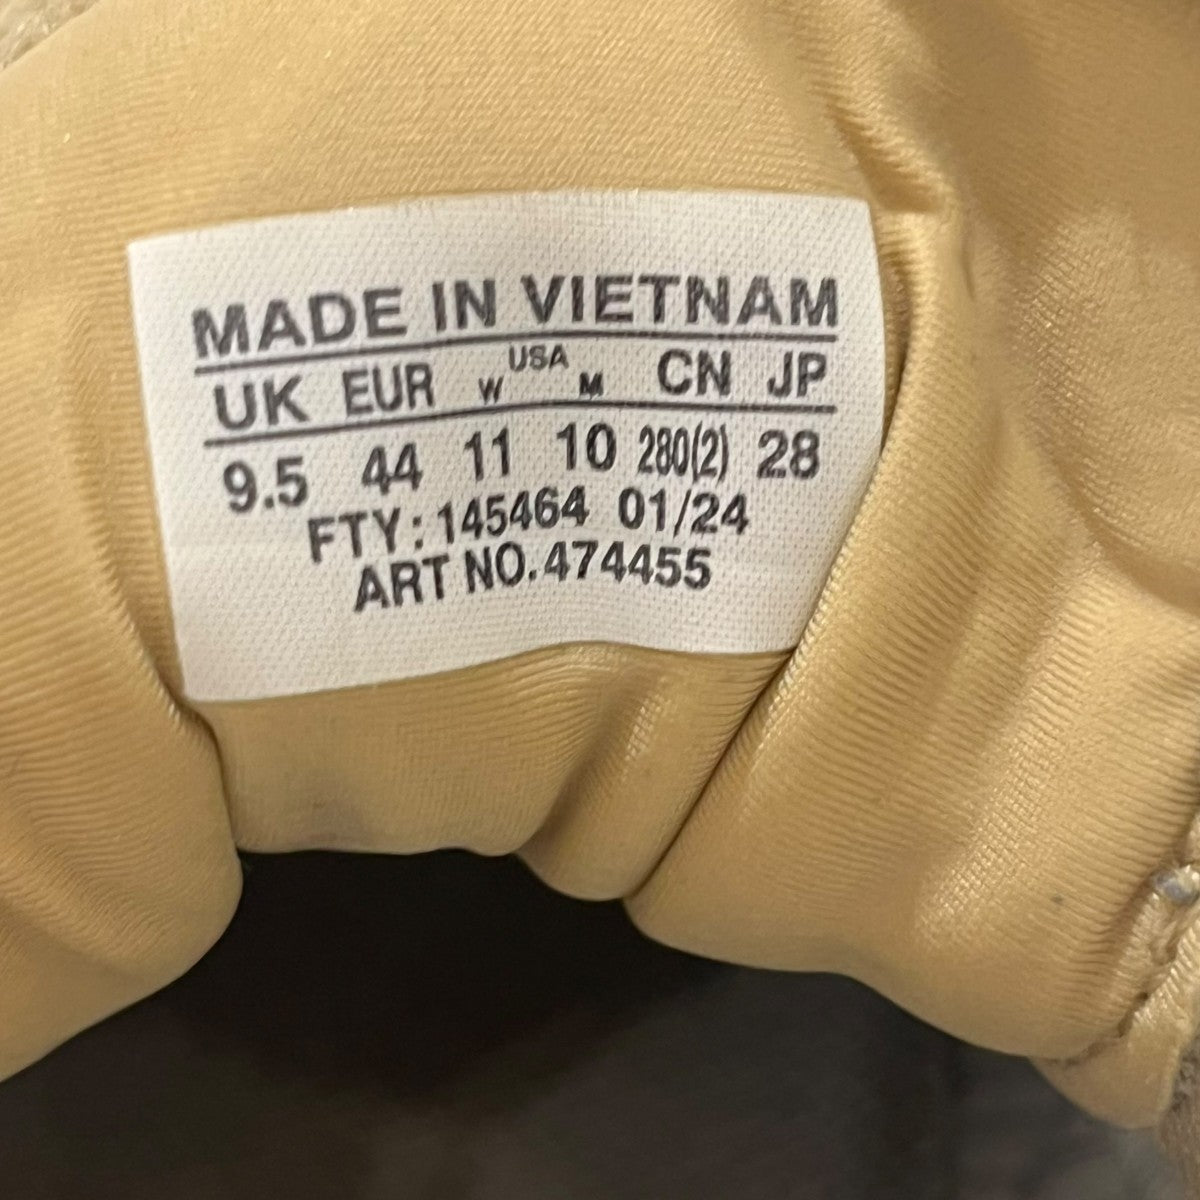 MADE IN VIETNAM
UK EUR W USA M CN JP
9.5 44 11 10 280(2) 28
FTY: 145464 01/24
ART NO. 474455